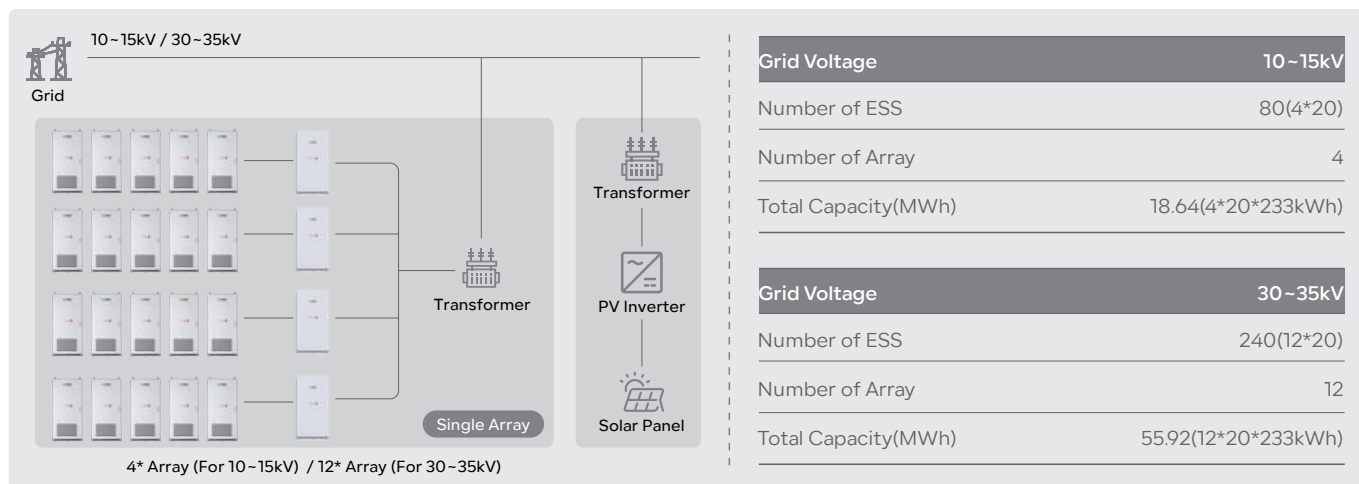 10~15kV / 30~35kV
Grid
Transformer
Single Array
Transformer
PV Inverter
Solar Panel
4* Array (For 10~15kV) / 12* Array (For 30~35kV)
Grid Voltage 10~15kV
Number of ESS 80(4*20)
Number of Array 4
Total Capacity(MWh) 18.64(4*20*233kWh)
Grid Voltage 30~35kV
Number of ESS 240(12*20)
Number of Array 12
Total Capacity(MWh) 55.92(12*20*233kWh)